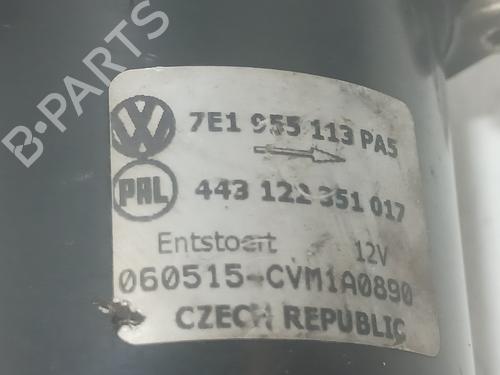 B-PARTS
7E1 955 113 PA5
PAL 443 122 351 017
Entstoert 12V
060515-CVM1A0890
CZECH REPUBLIC